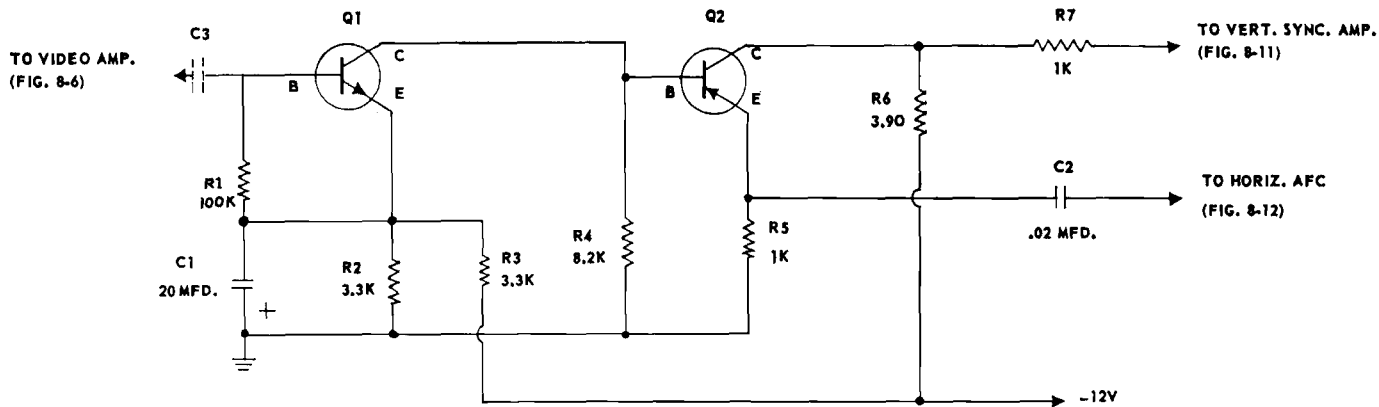 Q1
Q2
R7
C3
TO VIDEO AMP.
(FIG. 8-6)
C
B
E
C
B
E
TO VERT. SYNC. AMP.
(FIG. 8-11)
1K
R6
3.90
R1
100K
C2
TO HORIZ. AFC
(FIG. 8-12)
.02 MFD.
C1
20 MFD.
+
R2
3.3K
R3
3.3K
R4
8.2K
R5
1K
-12V